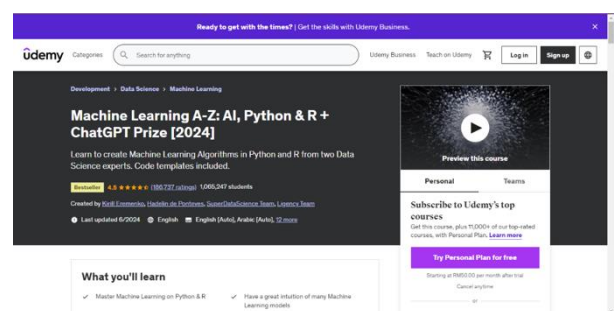 Ready to get with the times? | Get the skills with Udemy Business.
ûdemy
Categories
Search for anything
Udemy Business
Teach on Udemy
Log in
Sign up
Development > Data Science > Machine Learning
Machine Learning A-Z: AI, Python & R +
ChatGPT Prize [2024]
Learn to create Machine Learning Algorithms in Python and R from two Data
Science experts. Code templates included.
Bestseller 4.5 (186,737 ratings) 1,065,247 students
Created by Kirill Eremenko, Hadelin de Ponteves, SuperDataScience Team, Ligency Team
Last updated 6/2024 English English [Auto], Arabic [Auto], 12 more
Preview this course
Personal
Teams
Subscribe to Udemy's top
courses
Get this course, plus 11,000+ of our top-rated
courses, with Personal Plan. Learn more
Try Personal Plan for free
Starting at RM50.00 per month after trial
Cancel anytime
or
What you'll learn
Master Machine Learning on Python & R
Have a great intuition of many Machine
Learning models